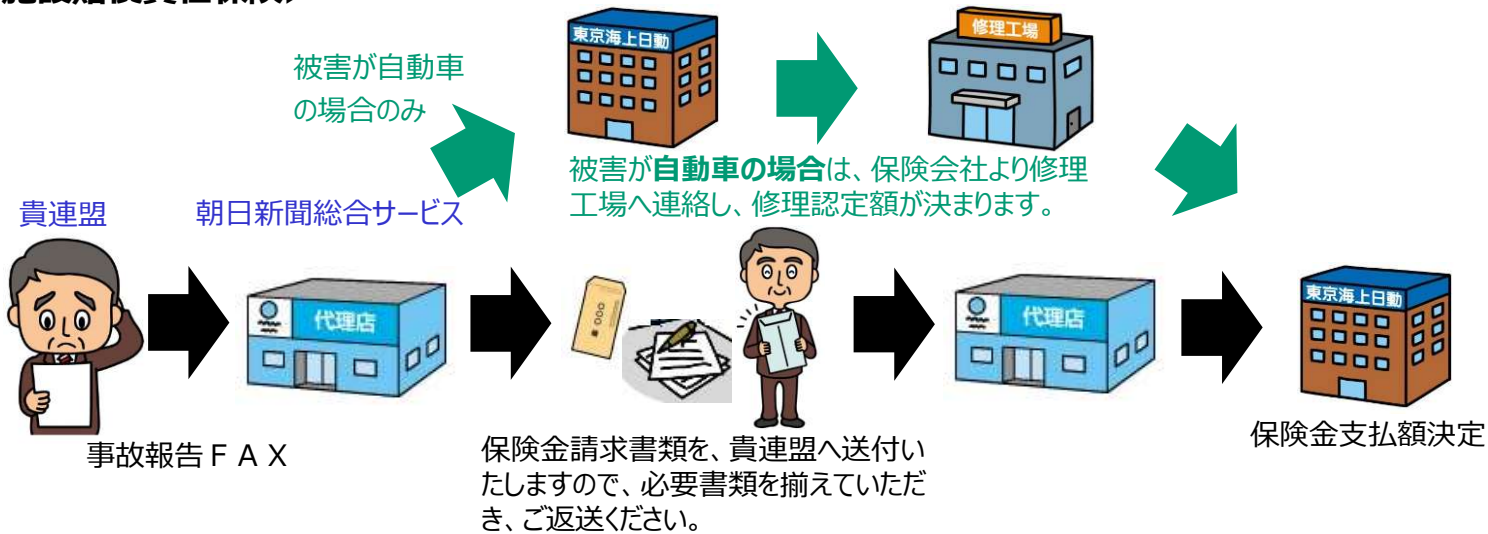 被害が自動車
の場合のみ
東京海上日動
修理工場
被害が自動車の場合は、保険会社より修理
工場へ連絡し、修理認定額が決まります。
貴連盟
朝日新聞総合サービス
代理店
代理店
東京海上日動
事故報告ＦＡＸ
保険金請求書類を、貴連盟へ送付い
たしますので、必要書類を揃えていただ
き、ご返送ください。
保険金支払額決定